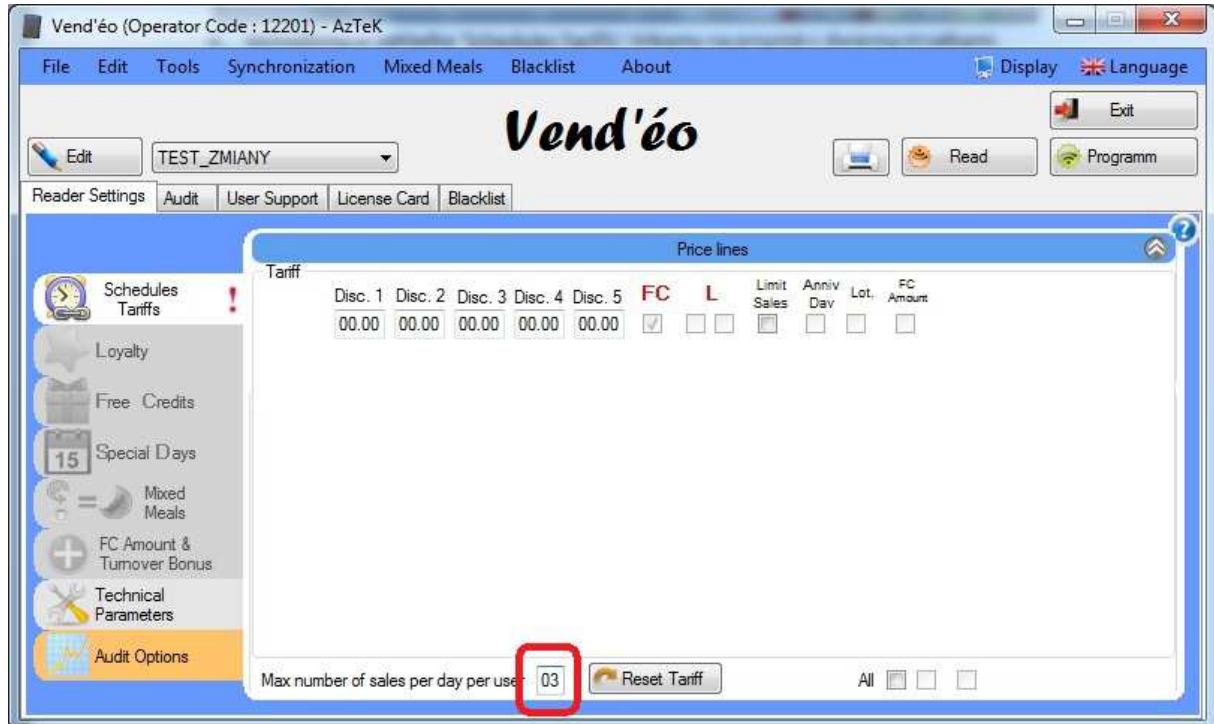 Vend'éo (Operator Code : 12201) - AzTeK
File Edit Tools Synchronization Mixed Meals Blacklist About Display Language
Vend'éo
Exit
Edit TEST_ZMIANY Read Programm
Reader Settings Audit User Support License Card Blacklist
Price lines
Tariff
Disc. 1 Disc. 2 Disc. 3 Disc. 4 Disc. 5 FC L Limit Sales Anniv Day Lot. FC Amount
00.00 00.00 00.00 00.00 00.00
Schedules
Tariffs
Loyalty
Free Credits
15 Special Days
Mixed
Meals
FC Amount &
Turnover Bonus
Technical
Parameters
Audit Options
Max number of sales per day per user 03 Reset Tariff All